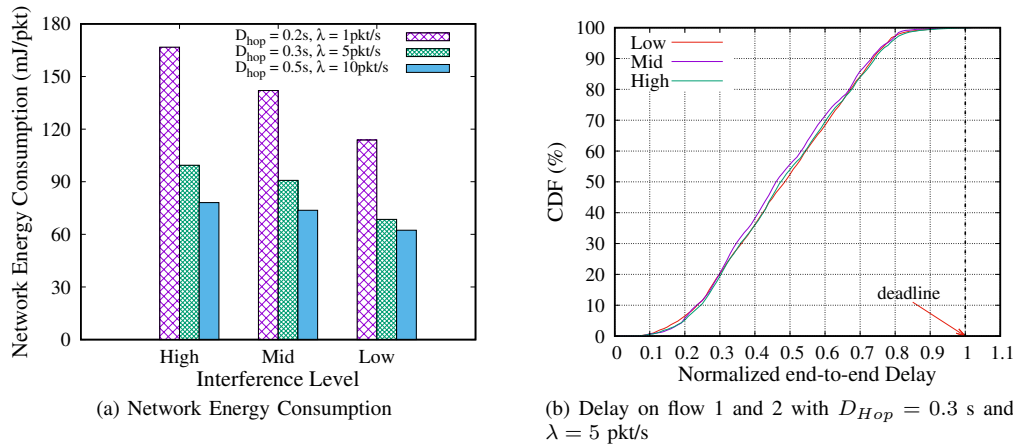 Network Energy Consumption (mJ/pkt)
180
150
120
90
60
30
0
D_hop = 0.2s, λ = 1pkt/s
D_hop = 0.3s, λ = 5pkt/s
D_hop = 0.5s, λ = 10pkt/s
High Mid Low
Interference Level
(a) Network Energy Consumption
CDF (%)
100
90
80
70
60
50
40
30
20
10
0
Low
Mid
High
deadline
0 0.1 0.2 0.3 0.4 0.5 0.6 0.7 0.8 0.9 1 1.1
Normalized end-to-end Delay
(b) Delay on flow 1 and 2 with D_Hop = 0.3 s and
λ = 5 pkt/s